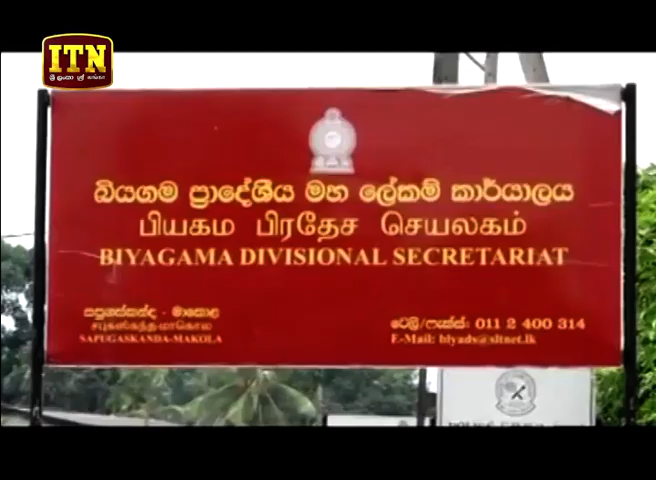 ITN
ශ්‍රී ලංකා ශ්‍රී லங்கா
බියගම ප්‍රාදේශීය මහ ලේකම් කාර්යාලය
பியகம பிரதேச செயலகம்
BIYAGAMA DIVISIONAL SECRETARIAT
සපුගස්කන්ද - මාකොළ
சபுகஸ்கந்த-மாகொல
SAPUGASKANDA-MAKOLA
ටෙලි/ෆැක්ස්: 011 2 400 314
E-Mail: biyads@sltnet.lk